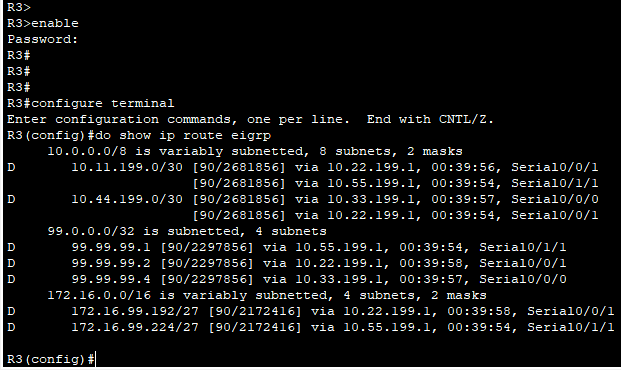 R3>
R3>enable
Password:
R3#
R3#
R3#
R3#configure terminal
Enter configuration commands, one per line.  End with CNTL/Z.
R3(config)#do show ip route eigrp
     10.0.0.0/8 is variably subnetted, 8 subnets, 2 masks
D       10.11.199.0/30 [90/2681856] via 10.22.199.1, 00:39:56, Serial0/0/1
                       [90/2681856] via 10.55.199.1, 00:39:54, Serial0/1/1
D       10.44.199.0/30 [90/2681856] via 10.33.199.1, 00:39:57, Serial0/0/0
                       [90/2681856] via 10.22.199.1, 00:39:54, Serial0/0/1
     99.0.0.0/32 is subnetted, 4 subnets
D       99.99.99.1 [90/2297856] via 10.55.199.1, 00:39:54, Serial0/1/1
D       99.99.99.2 [90/2297856] via 10.22.199.1, 00:39:58, Serial0/0/1
D       99.99.99.4 [90/2297856] via 10.33.199.1, 00:39:57, Serial0/0/0
     172.16.0.0/16 is variably subnetted, 4 subnets, 2 masks
D       172.16.99.192/27 [90/2172416] via 10.22.199.1, 00:39:58, Serial0/0/1
D       172.16.99.224/27 [90/2172416] via 10.55.199.1, 00:39:54, Serial0/1/1
R3(config)#